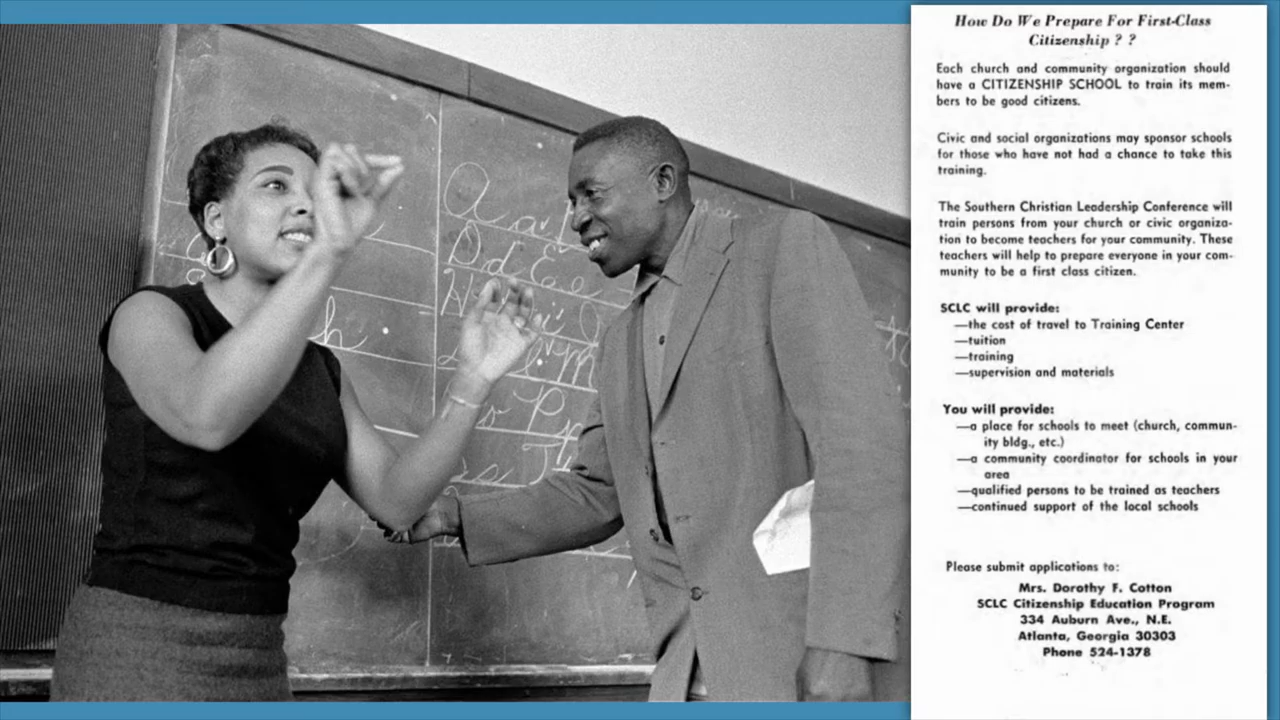 How Do We Prepare For First-Class
Citizenship ? ?
Each church and community organization should
have a CITIZENSHIP SCHOOL to train its mem-
bers to be good citizens.
Civic and social organizations may sponsor schools
for those who have not had a chance to take this
training.
The Southern Christian Leadership Conference will
train persons from your church or civic organiza-
tion to become teachers for your community. These
teachers will help to prepare everyone in your com-
munity to be a first class citizen.
SCLC will provide:
—the cost of travel to Training Center
—tuition
—training
—supervision and materials
You will provide:
—a place for schools to meet (church, commun-
ity bldg., etc.)
—a community coordinator for schools in your
area
—qualified persons to be trained as teachers
—continued support of the local schools
Please submit applications to:
Mrs. Dorothy F. Cotton
SCLC Citizenship Education Program
334 Auburn Ave., N.E.
Atlanta, Georgia 30303
Phone 524-1378
A a
D d E e
h